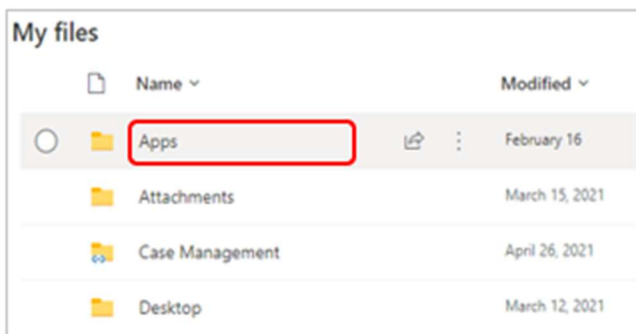 My files
Name Modified
Apps February 16
Attachments March 15, 2021
Case Management April 26, 2021
Desktop March 12, 2021